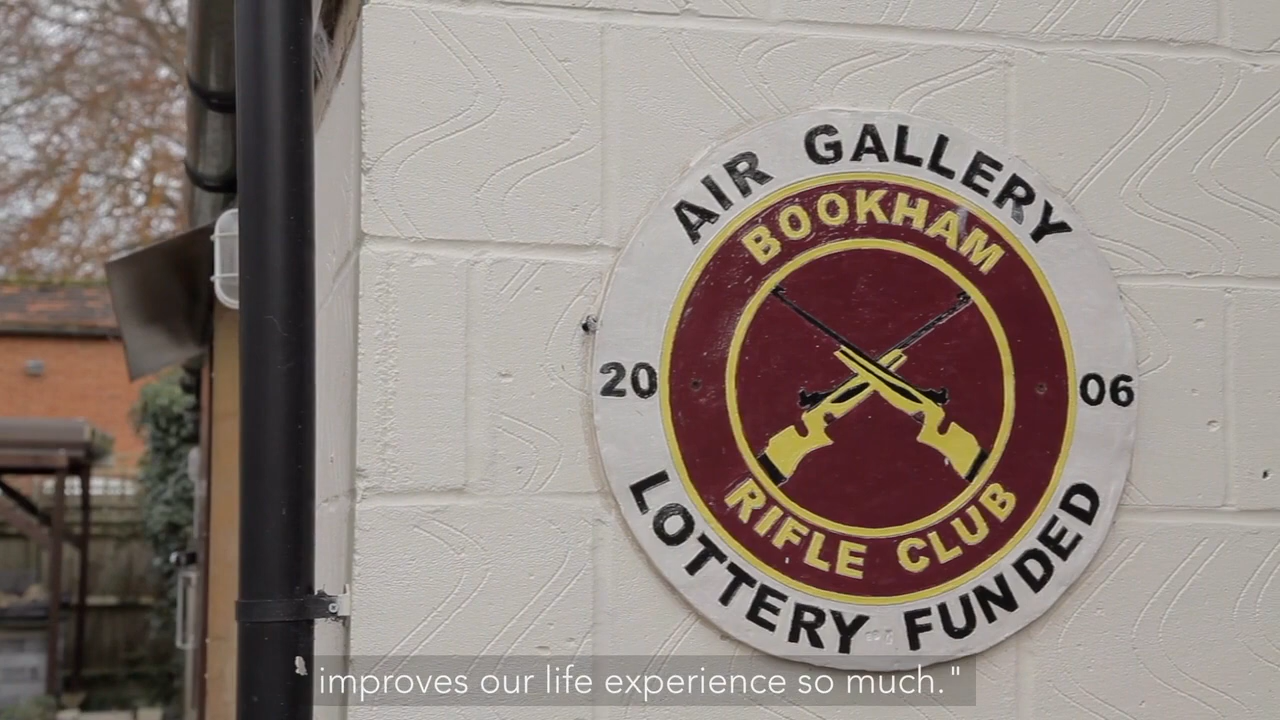 AIR GALLERY
BOOKHAM
20 06
RIFLE CLUB
LOTTERY FUNDED
improves our life experience so much."